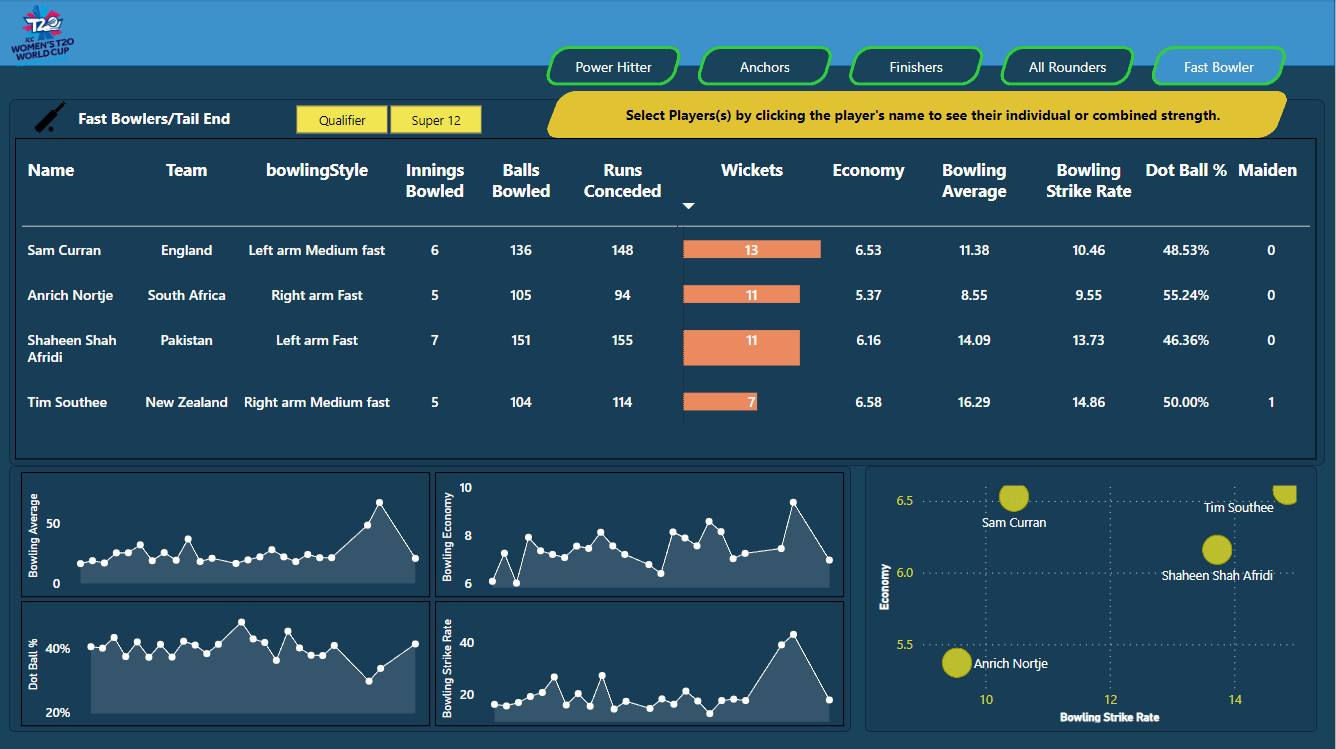 T20
ICC
WOMEN'S T20
WORLD CUP
Power Hitter
Anchors
Finishers
All Rounders
Fast Bowler
Fast Bowlers/Tail End
Qualifier
Super 12
Select Players(s) by clicking the player's name to see their individual or combined strength.
Name Team bowlingStyle Innings Bowled Balls Bowled Runs Conceded Wickets Economy Bowling Average Bowling Strike Rate Dot Ball % Maiden
Sam Curran England Left arm Medium fast 6 136 148 13 6.53 11.38 10.46 48.53% 0
Anrich Nortje South Africa Right arm Fast 5 105 94 11 5.37 8.55 9.55 55.24% 0
Shaheen Shah Afridi Pakistan Left arm Fast 7 151 155 11 6.16 14.09 13.73 46.36% 0
Tim Southee New Zealand Right arm Medium fast 5 104 114 7 6.58 16.29 14.86 50.00% 1
Bowling Average
50
0
Bowling Economy
10
8
6
Dot Ball %
40%
20%
Bowling Strike Rate
40
20
Economy
6.5
6.0
5.5
Sam Curran
Tim Southee
Shaheen Shah Afridi
Anrich Nortje
10 12 14
Bowling Strike Rate